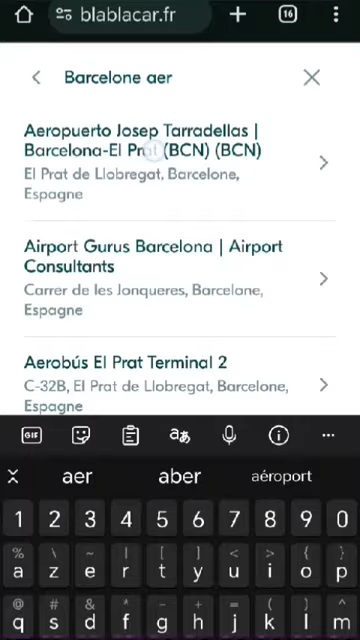 blablacar.fr
16
Barcelone aer
Aeropuerto Josep Tarradellas |
Barcelona-El Prat (BCN) (BCN)
El Prat de Llobregat, Barcelone,
Espagne
Airport Gurus Barcelona | Airport
Consultants
Carrer de les Jonqueres, Barcelone,
Espagne
Aerobús El Prat Terminal 2
C-32B, El Prat de Llobregat, Barcelone,
Espagne
GIF
aer aber aéroport
1 2 3 4 5 6 7 8 9 0
% \ ~ | [ ] < > { }
a z e r t y u i o p
@ # & * - + = ( ) /
q s d f g h j k l m